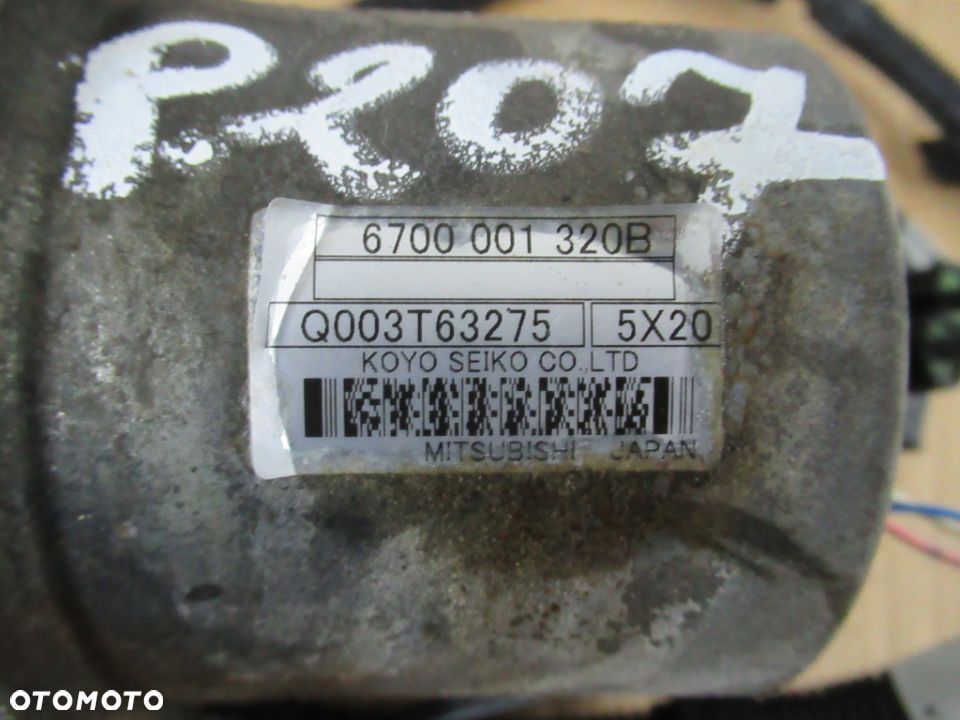 P207
6700 001 320B
Q003T63275 5X20
KOYO SEIKO CO.,LTD
MITSUBISHI JAPAN
OTOMOTO